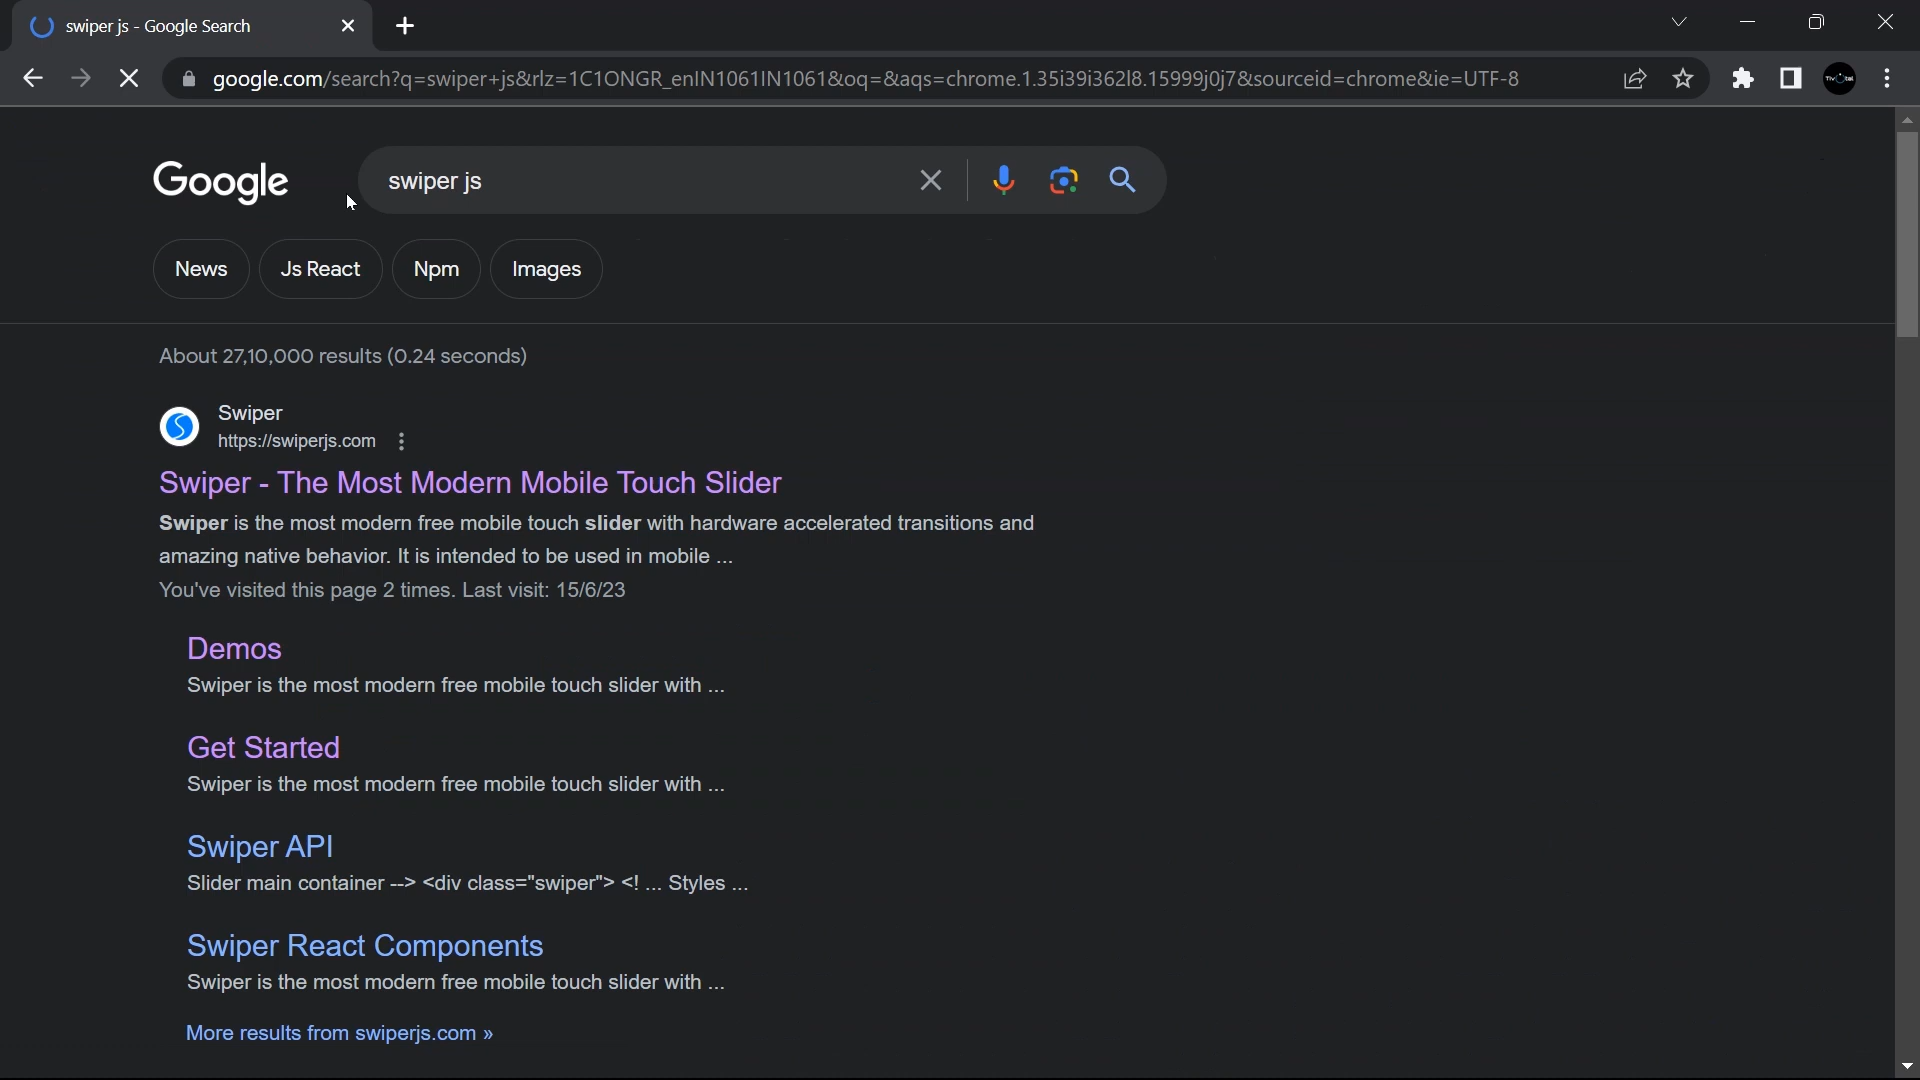 swiper js - Google Search
google.com/search?q=swiper+js&rlz=1C1ONGR_enIN1061IN1061&oq=&aqs=chrome.1.35i39i362l8.15999j0j7&sourceid=chrome&ie=UTF-8
Google
swiper js
News Js React Npm Images
About 27,10,000 results (0.24 seconds)
Swiper
https://swiperjs.com
Swiper - The Most Modern Mobile Touch Slider
Swiper is the most modern free mobile touch slider with hardware accelerated transitions and
amazing native behavior. It is intended to be used in mobile ...
You've visited this page 2 times. Last visit: 15/6/23
Demos
Swiper is the most modern free mobile touch slider with ...
Get Started
Swiper is the most modern free mobile touch slider with ...
Swiper API
Slider main container --> <div class="swiper"> <! ... Styles ...
Swiper React Components
Swiper is the most modern free mobile touch slider with ...
More results from swiperjs.com »